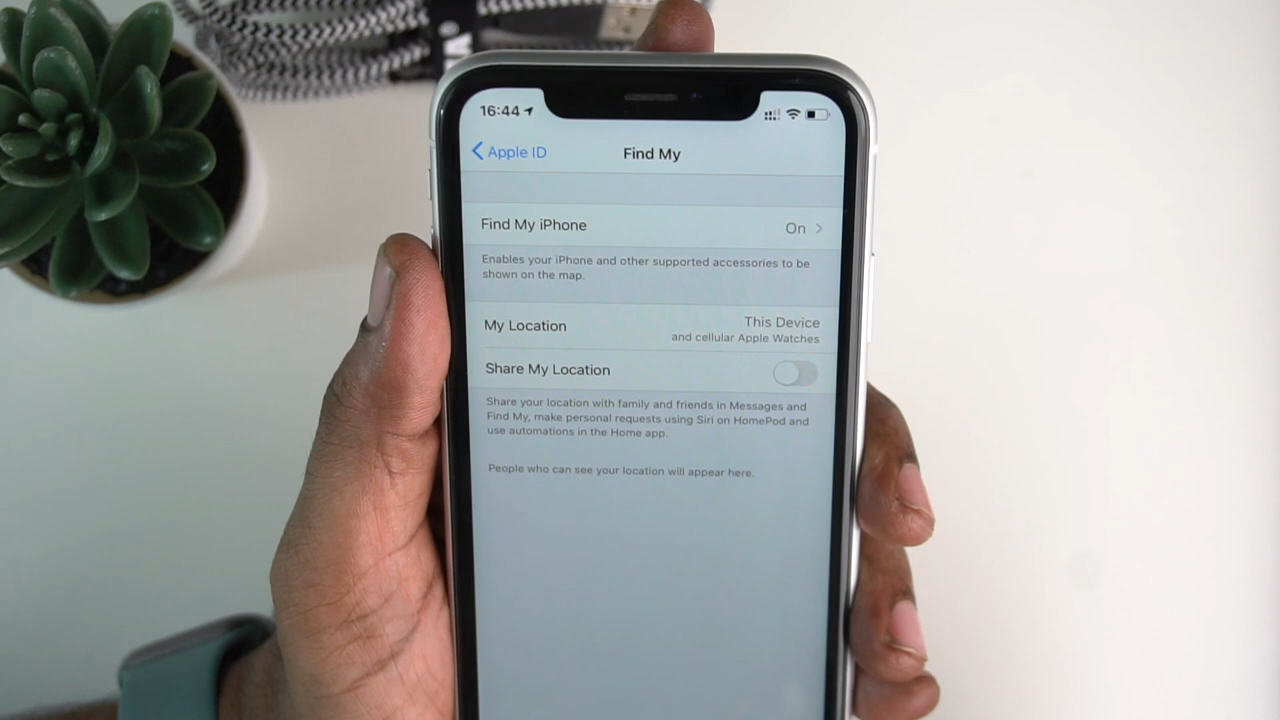 16:44
Apple ID
Find My
Find My iPhone
On
Enables your iPhone and other supported accessories to be
shown on the map.
My Location
This Device
and cellular Apple Watches
Share My Location
Share your location with family and friends in Messages and
Find My, make personal requests using Siri on HomePod and
use automations in the Home app.
People who can see your location will appear here.